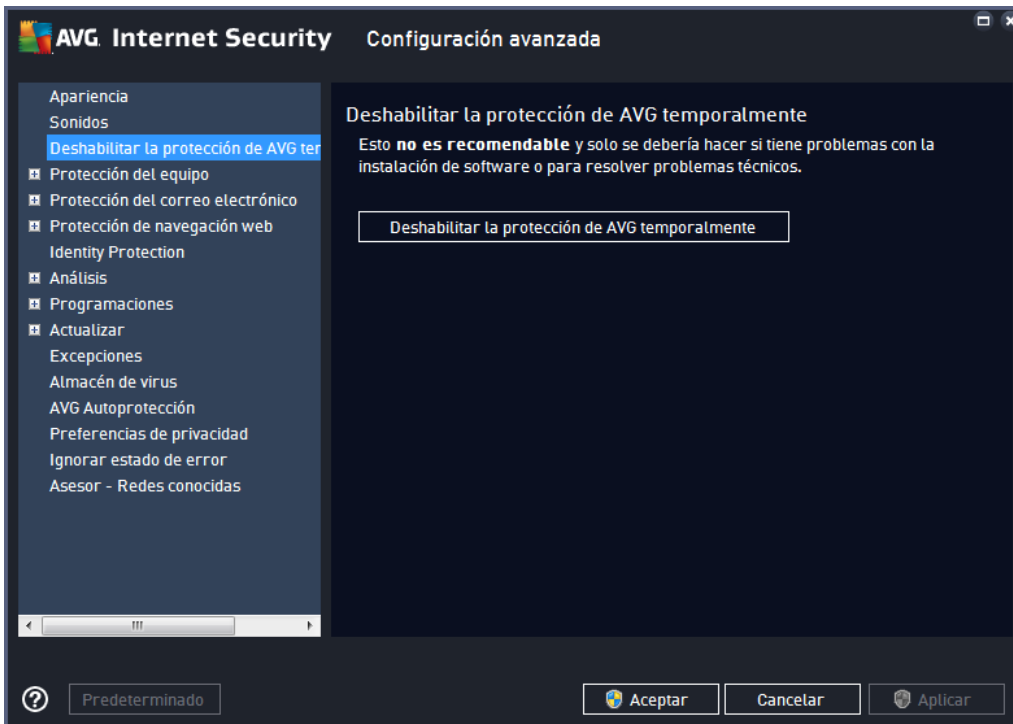 AVG Internet Security
Configuración avanzada
Apariencia
Sonidos
Deshabilitar la protección de AVG ter
Protección del equipo
Protección del correo electrónico
Protección de navegación web
Identity Protection
Análisis
Programaciones
Actualizar
Excepciones
Almacén de virus
AVG Autoprotección
Preferencias de privacidad
Ignorar estado de error
Asesor - Redes conocidas
Deshabilitar la protección de AVG temporalmente
Esto no es recomendable y solo se debería hacer si tiene problemas con la
instalación de software o para resolver problemas técnicos.
Deshabilitar la protección de AVG temporalmente
Predeterminado
Aceptar
Cancelar
Aplicar